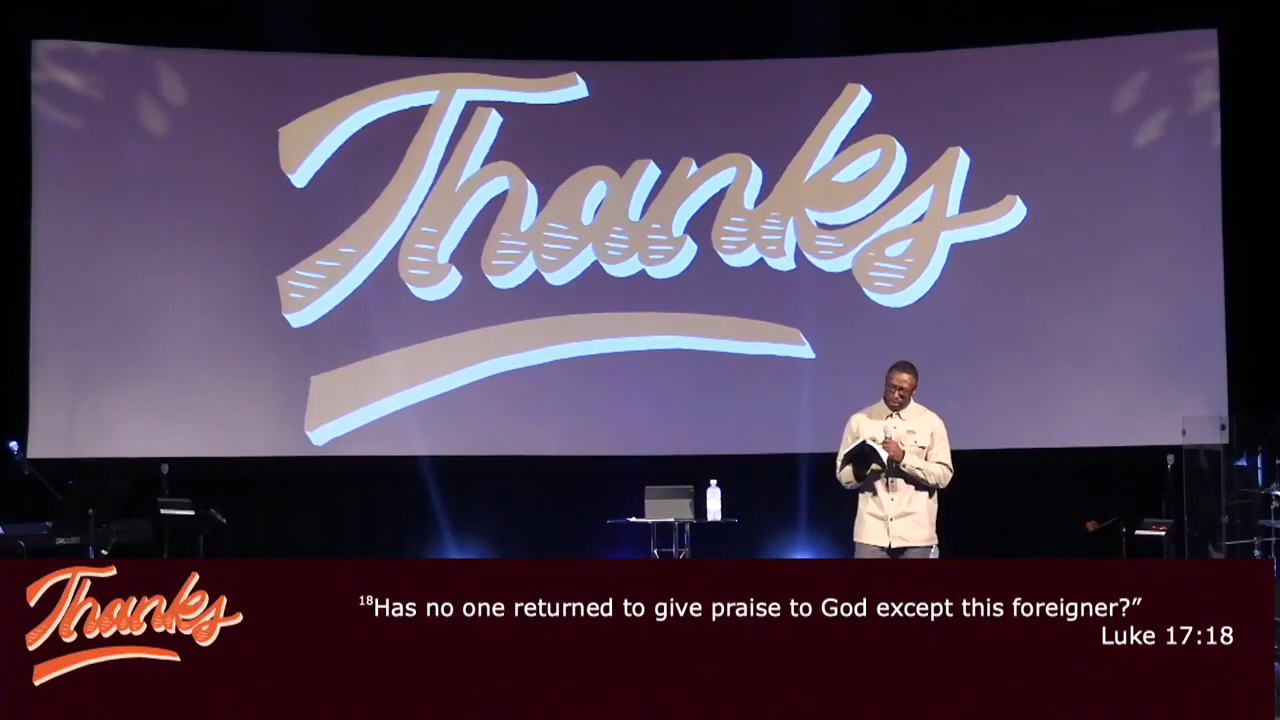 Thanks
Thanks
¹⁸Has no one returned to give praise to God except this foreigner?”
Luke 17:18